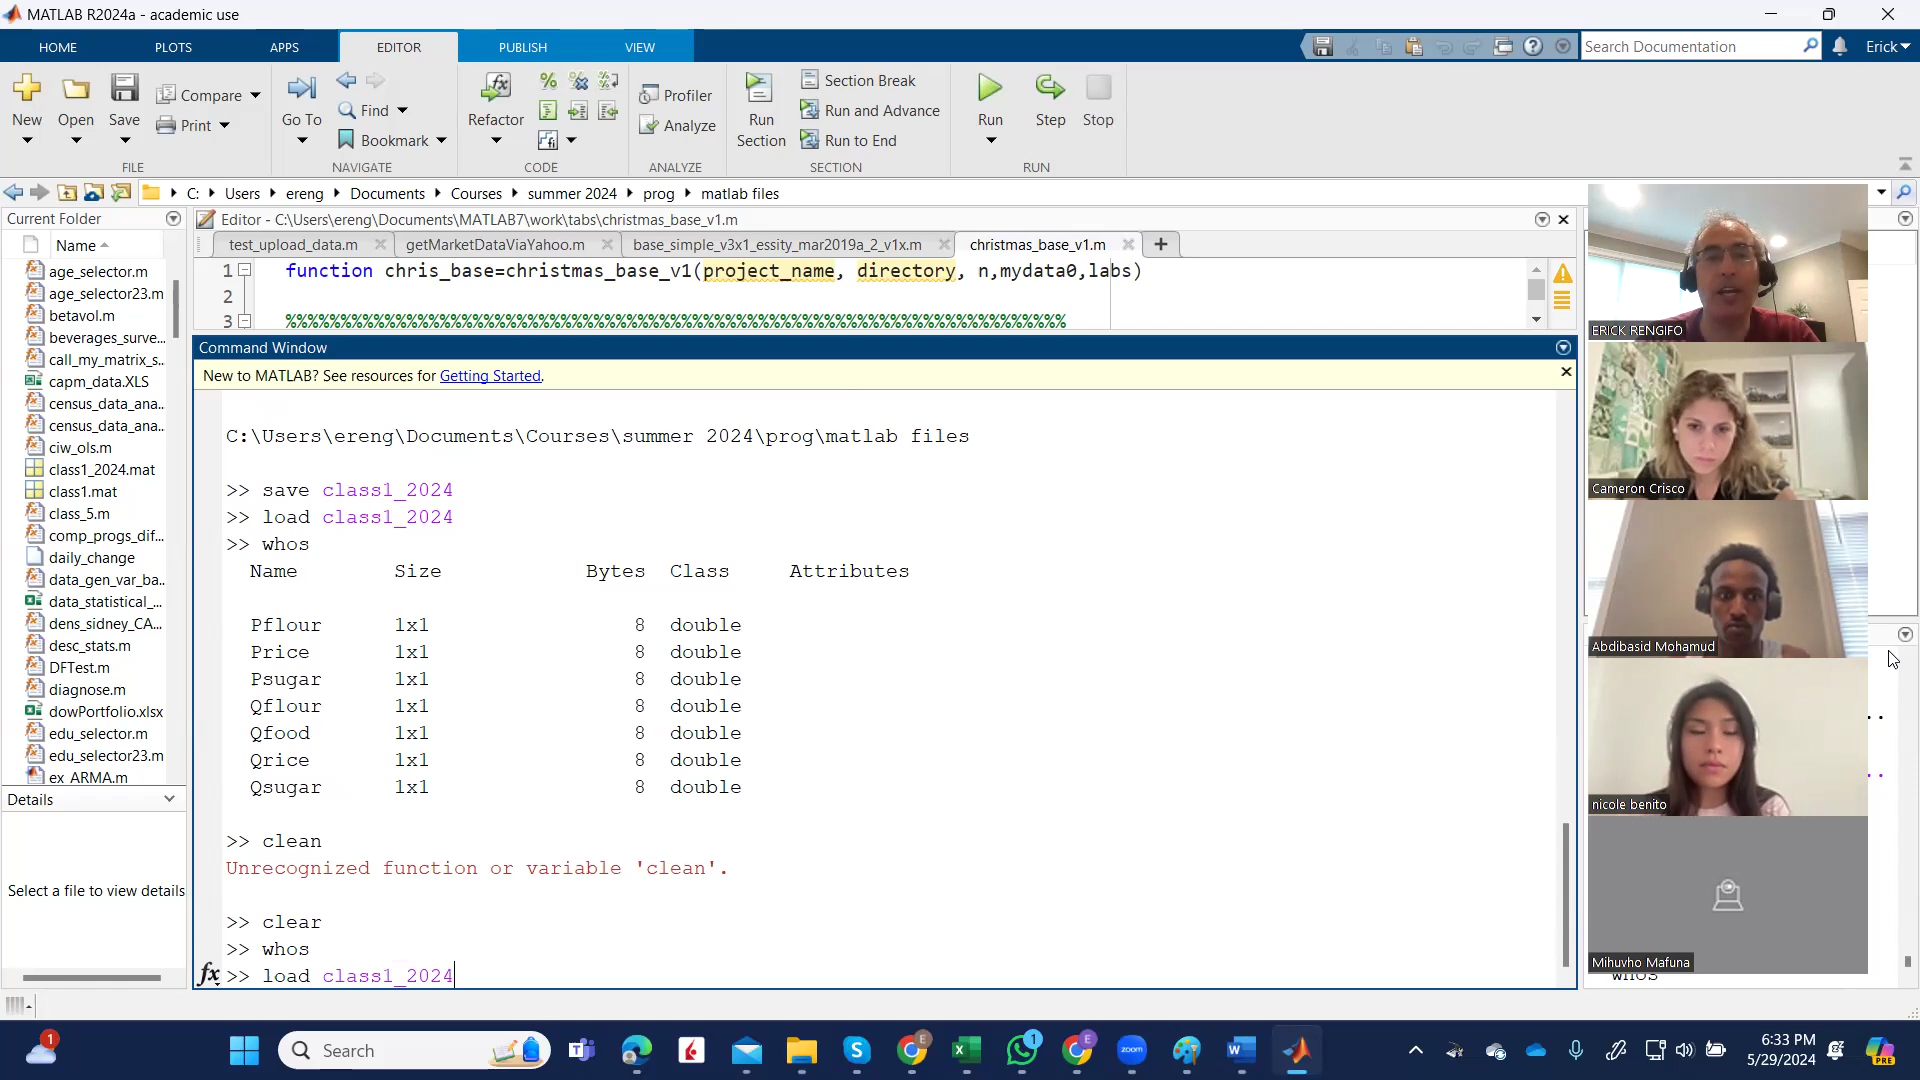 MATLAB R2024a - academic use
HOME PLOTS APPS EDITOR PUBLISH VIEW
Search Documentation
Erick
New Open Save Compare Print
FILE
Go To Find Bookmark
NAVIGATE
Refactor
CODE
Profiler
Analyze
ANALYZE
Run Section
Section Break
Run and Advance
Run to End
SECTION
Run Step Stop
RUN
C: Users ereng Documents Courses summer 2024 prog matlab files
Current Folder
Name
age_selector.m
age_selector23.m
betavol.m
beverages_surve...
call_my_matrix_s...
capm_data.XLS
census_data_ana...
census_data_ana...
ciw_ols.m
class1_2024.mat
class1.mat
class_5.m
comp_progs_dif...
daily_change
data_gen_var_ba...
data_statistical_...
dens_sidney_CA...
desc_stats.m
DFTest.m
diagnose.m
dowPortfolio.xlsx
edu_selector.m
edu_selector23.m
ex_ARMA.m
Details
Select a file to view details
Editor - C:\Users\ereng\Documents\MATLAB7\work\tabs\christmas_base_v1.m
test_upload_data.m getMarketDataViaYahoo.m base_simple_v3x1_essity_mar2019a_2_v1x.m christmas_base_v1.m
1 function chris_base=christmas_base_v1(project_name, directory, n,mydata0,labs)
2
3 %%%%%%%%%%%%%%%%%%%%%%%%%%%%%%%%%%%%%%%%%%%%%%%%%%%%%%%%%%%%%%%%%
Command Window
New to MATLAB? See resources for Getting Started.
C:\Users\ereng\Documents\Courses\summer 2024\prog\matlab files
>> save class1_2024
>> load class1_2024
>> whos
Name Size Bytes Class Attributes
Pflour 1x1 8 double
Price 1x1 8 double
Psugar 1x1 8 double
Qflour 1x1 8 double
Qfood 1x1 8 double
Qrice 1x1 8 double
Qsugar 1x1 8 double
>> clean
Unrecognized function or variable 'clean'.
>> clear
>> whos
fx >> load class1_2024
ERICK RENGIFO
Cameron Crisco
Abdibasid Mohamud
nicole benito
Mihuvho Mafuna
whos
1
Search
1
zoom
6:33 PM
5/29/2024
PRE